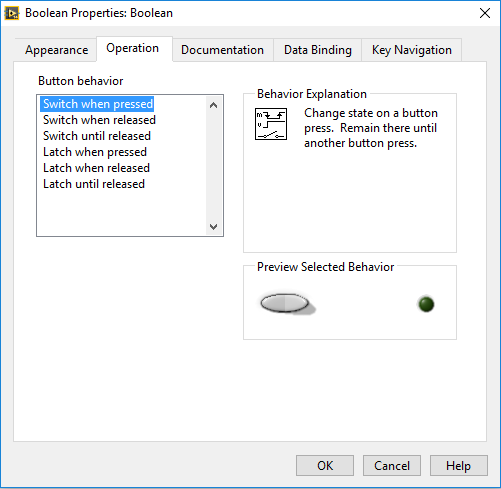 Boolean Properties: Boolean
Appearance Operation Documentation Data Binding Key Navigation
Button behavior
Switch when pressed
Switch when released
Switch until released
Latch when pressed
Latch when released
Latch until released
Behavior Explanation
m
v
Change state on a button
press. Remain there until
another button press.
Preview Selected Behavior
OK Cancel Help